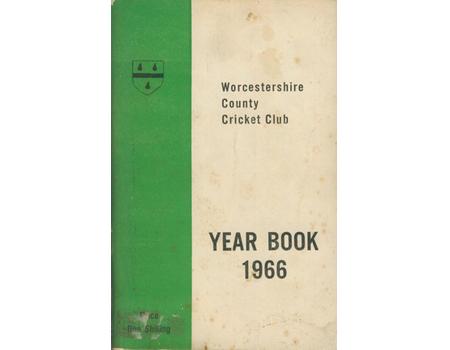 Worcestershire
County
Cricket Club
YEAR BOOK
1966
Price
One Shilling